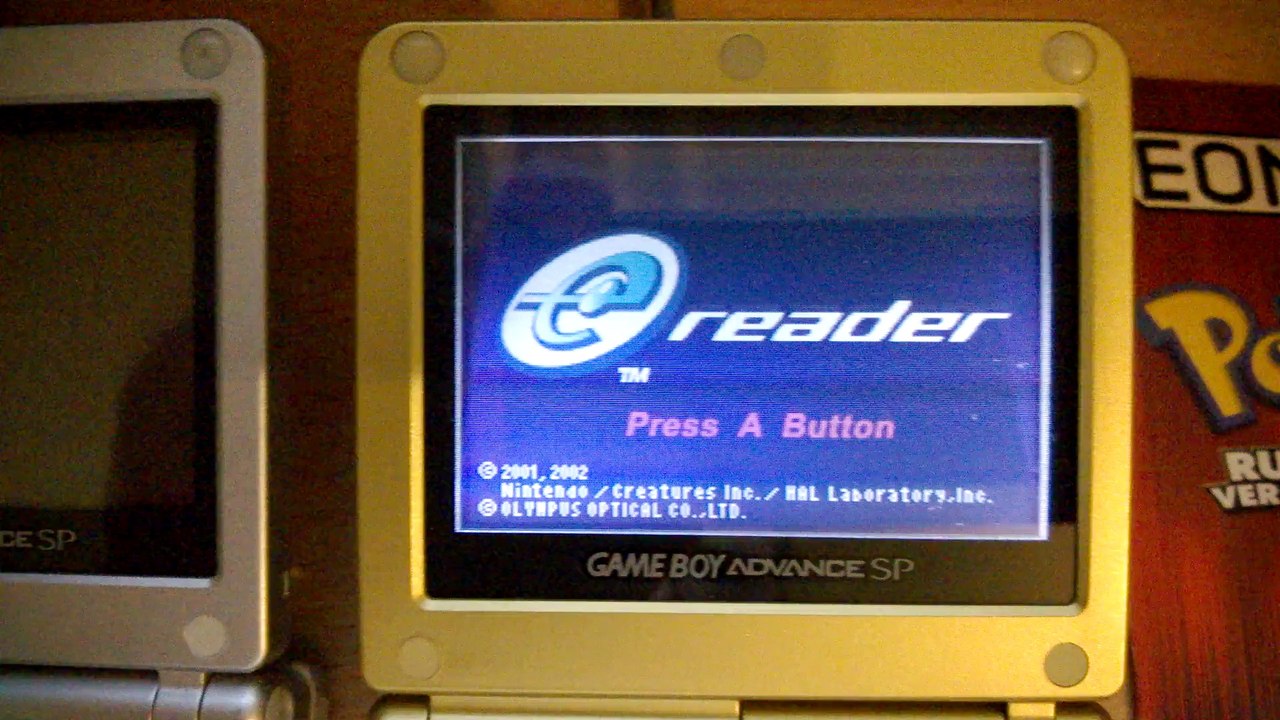 e reader
TM
Press A Button
© 2001, 2002
Nintendo / Creatures Inc. / HAL Laboratory, Inc.
© OLYMPUS OPTICAL CO., LTD.
GAME BOY ADVANCE SP
CE SP
EON
Po
RU
VER